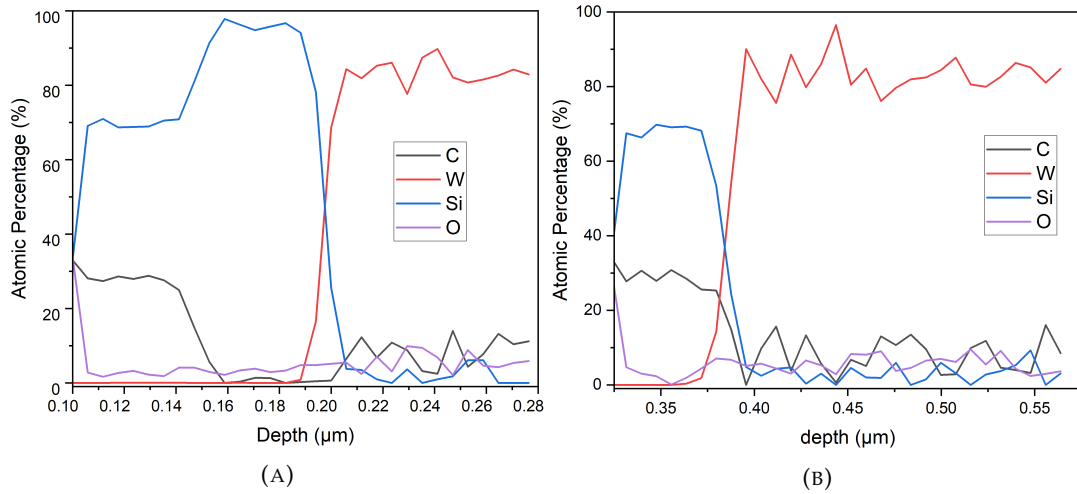 100
80
60
40
20
0
Atomic Percentage (%)
C
W
Si
O
0.10 0.12 0.14 0.16 0.18 0.20 0.22 0.24 0.26 0.28
Depth (μm)
(A)
100
80
60
40
20
0
Atomic Percentage (%)
C
W
Si
O
0.35 0.40 0.45 0.50 0.55
depth (μm)
(B)